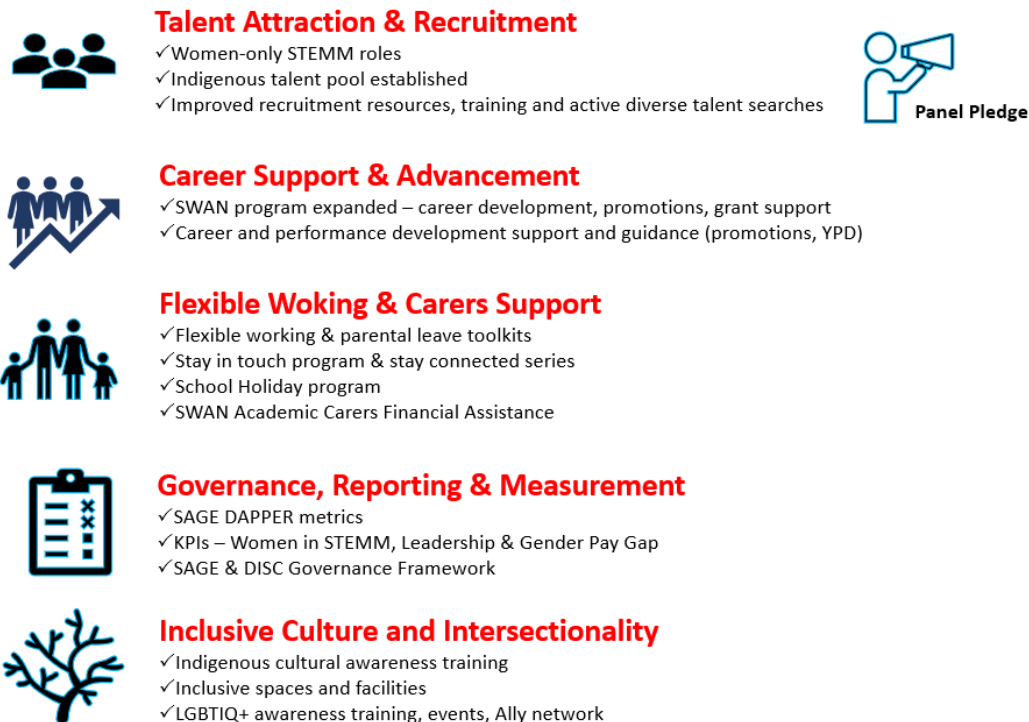 Talent Attraction & Recruitment
✓Women-only STEMM roles
✓Indigenous talent pool established
✓Improved recruitment resources, training and active diverse talent searches
Panel Pledge
Career Support & Advancement
✓SWAN program expanded – career development, promotions, grant support
✓Career and performance development support and guidance (promotions, YPD)
Flexible Woking & Carers Support
✓Flexible working & parental leave toolkits
✓Stay in touch program & stay connected series
✓School Holiday program
✓SWAN Academic Carers Financial Assistance
Governance, Reporting & Measurement
✓SAGE DAPPER metrics
✓KPIs – Women in STEMM, Leadership & Gender Pay Gap
✓SAGE & DISC Governance Framework
Inclusive Culture and Intersectionality
✓Indigenous cultural awareness training
✓Inclusive spaces and facilities
✓LGBTIQ+ awareness training, events, Ally network